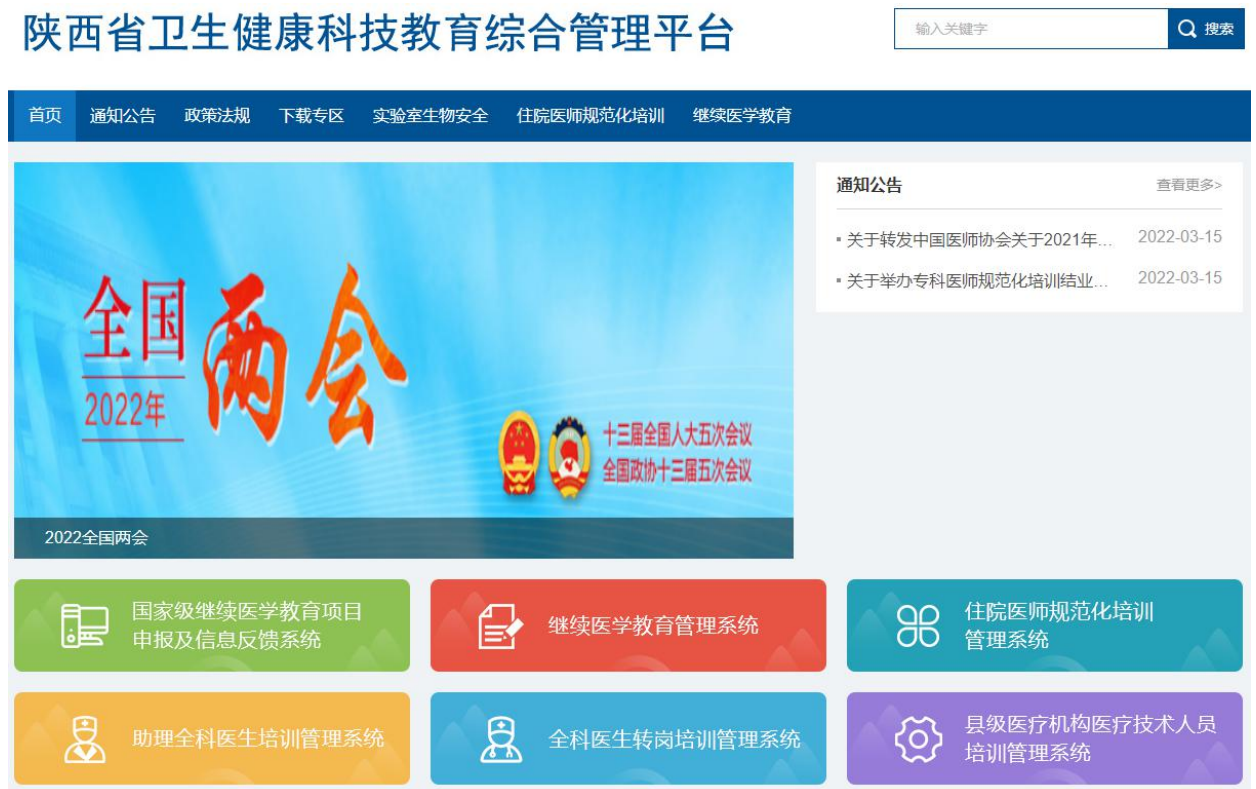 陕西省卫生健康科技教育综合管理平台
输入关键字
搜索
首页 通知公告 政策法规 下载专区 实验室生物安全 住院医师规范化培训 继续医学教育
全国
2022年
两会
十三届全国人大五次会议
全国政协十三届五次会议
2022全国两会
通知公告
查看更多>
关于转发中国医师协会关于2021年... 2022-03-15
关于举办专科医师规范化培训结业... 2022-03-15
国家级继续医学教育项目
申报及信息反馈系统
继续医学教育管理系统
住院医师规范化培训
管理系统
助理全科医生培训管理系统
全科医生转岗培训管理系统
县级医疗机构医疗技术人员
培训管理系统